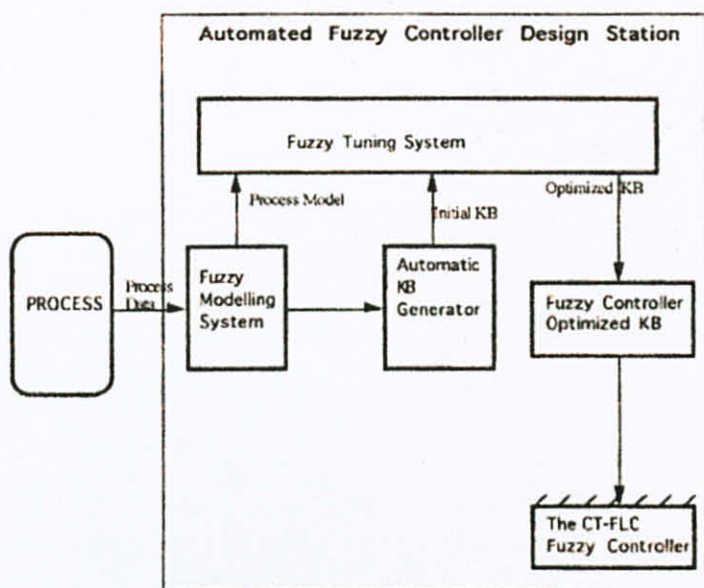 Automated Fuzzy Controller Design Station
Fuzzy Tuning System
Process Model
Initial KB
Optimized KB
PROCESS
Process
Data
Fuzzy
Modelling
System
Automatic
KB
Generator
Fuzzy Controller
Optimized KB
The CT-FLC
Fuzzy Controller